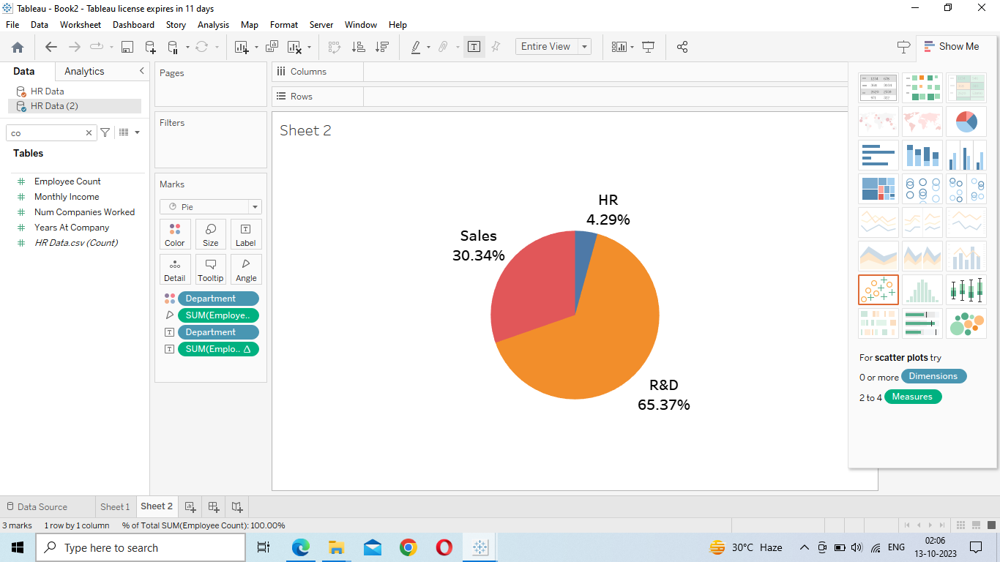 Tableau - Book2 - Tableau license expires in 11 days
File Data Worksheet Dashboard Story Analysis Map Format Server Window Help
Entire View
Show Me
Data Analytics
HR Data
HR Data (2)
co
Tables
Employee Count
Monthly Income
Num Companies Worked
Years At Company
HR Data.csv (Count)
Pages
Filters
Marks
Pie
Color Size Label
Detail Tooltip Angle
Department
SUM(Employe..
Department
SUM(Emplo.. Δ
Columns
Rows
Sheet 2
HR
4.29%
Sales
30.34%
R&D
65.37%
For scatter plots try
0 or more Dimensions
2 to 4 Measures
Data Source Sheet 1 Sheet 2
3 marks 1 row by 1 column % of Total SUM(Employee Count): 100.00%
Type here to search
30°C Haze
ENG
02:06
13-10-2023